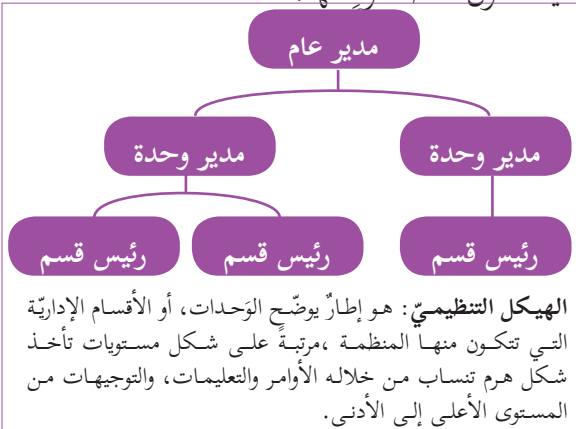 مدير عام
مدير وحدة مدير وحدة
رئيس قسم رئيس قسم رئيس قسم
الهيكل التنظيميّ: هو إطارٌ يوضّح الوَحدات، أو الأقسام الإداريّة
التي تتكون منها المنظمة ،مرتبةً على شكل مستويات تأخذ
شكل هرم تنساب من خلاله الأوامر والتعليمات، والتوجيهات من
المستوى الأعلى إلى الأدنى.